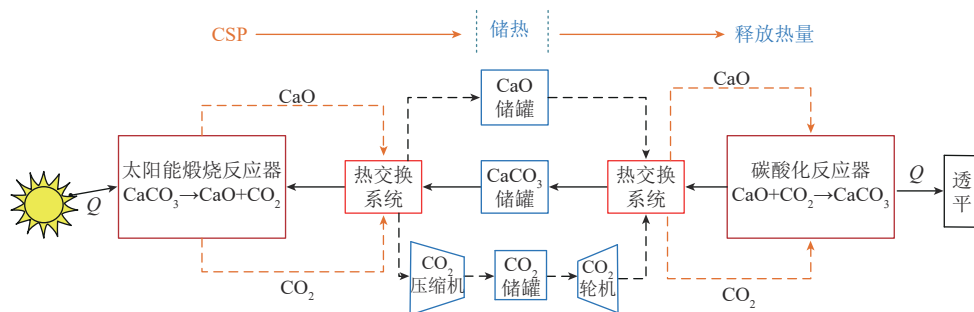 CSP
储热
释放热量
CaO
CaO
储罐
CaO
太阳能煅烧反应器
CaCO₃→CaO+CO₂
Q
热交换
系统
CaCO₃
储罐
热交换
系统
碳酸化反应器
CaO+CO₂→CaCO₃
Q
透
平
CO₂
CO₂
压缩机
CO₂
储罐
CO₂
轮机
CO₂